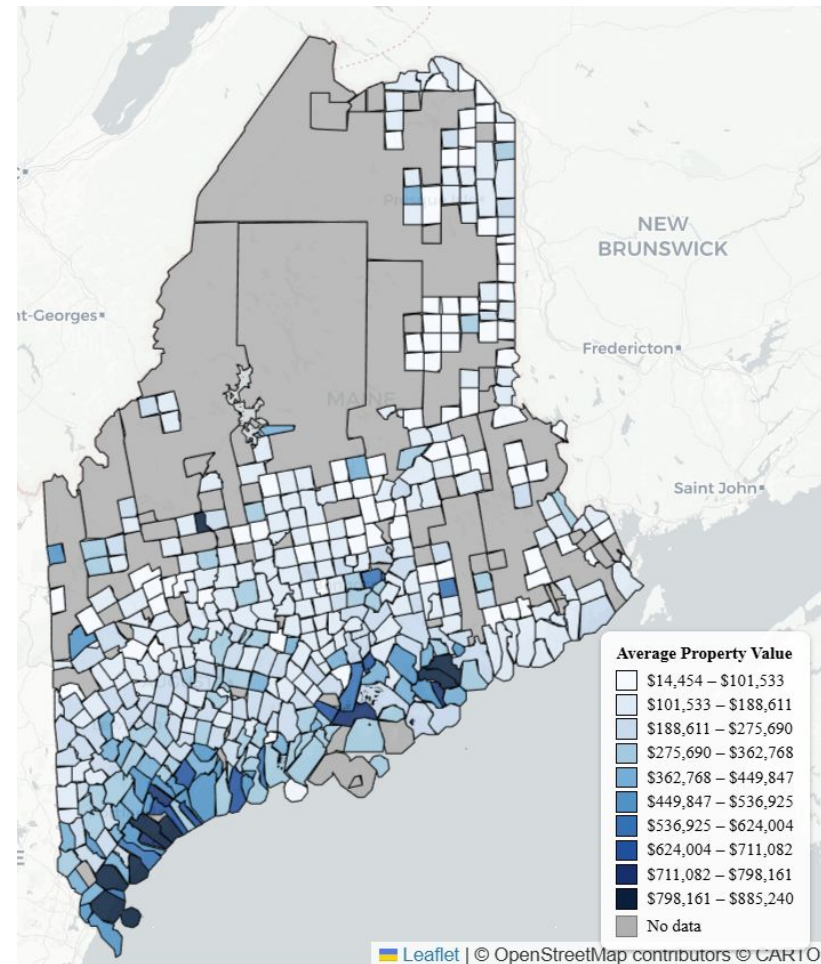 NEW
BRUNSWICK
nt-Georges
Fredericton
MAINE
Saint John
Average Property Value
$14,454 – $101,533
$101,533 – $188,611
$188,611 – $275,690
$275,690 – $362,768
$362,768 – $449,847
$449,847 – $536,925
$536,925 – $624,004
$624,004 – $711,082
$711,082 – $798,161
$798,161 – $885,240
No data
Leaflet | © OpenStreetMap contributors © CARTO